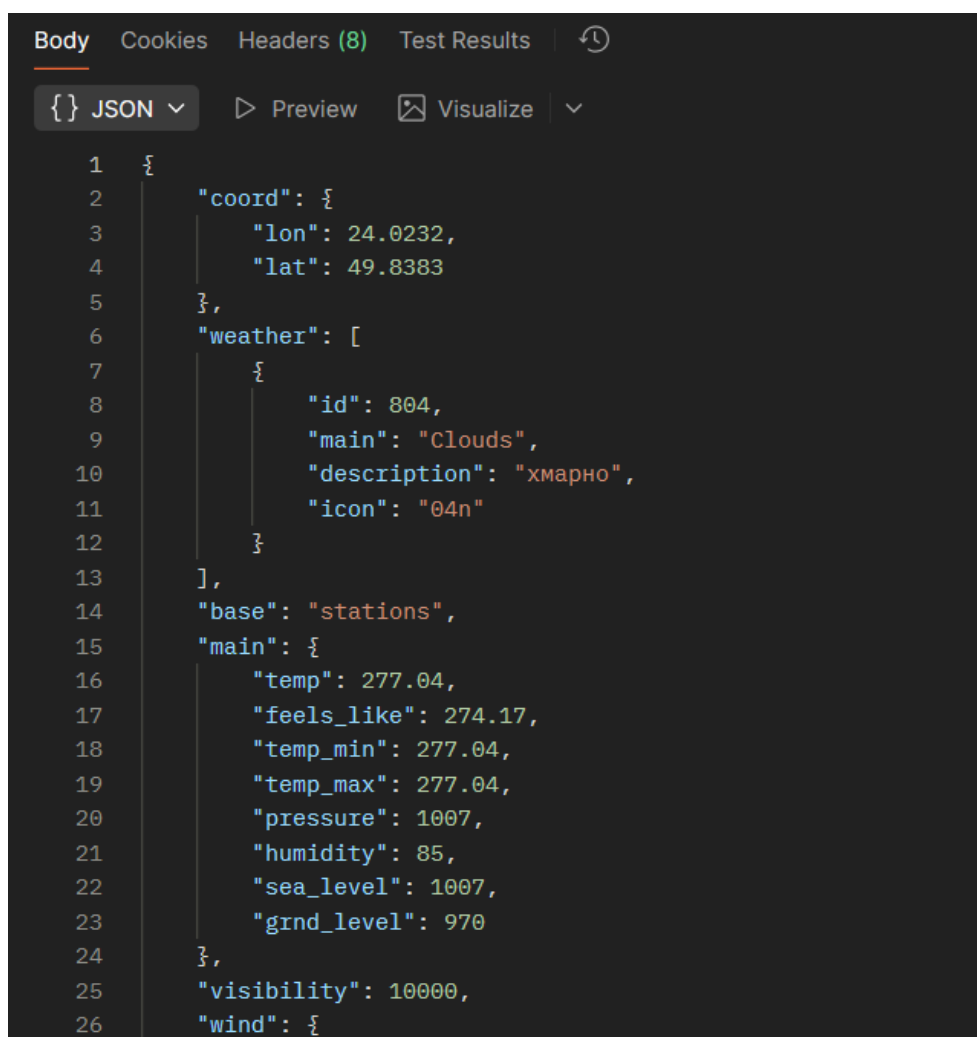 Body Cookies Headers (8) Test Results
{} JSON Preview Visualize
1 {
2 "coord": {
3 "lon": 24.0232,
4 "lat": 49.8383
5 },
6 "weather": [
7 {
8 "id": 804,
9 "main": "Clouds",
10 "description": "хмарно",
11 "icon": "04n"
12 }
13 ],
14 "base": "stations",
15 "main": {
16 "temp": 277.04,
17 "feels_like": 274.17,
18 "temp_min": 277.04,
19 "temp_max": 277.04,
20 "pressure": 1007,
21 "humidity": 85,
22 "sea_level": 1007,
23 "grnd_level": 970
24 },
25 "visibility": 10000,
26 "wind": {